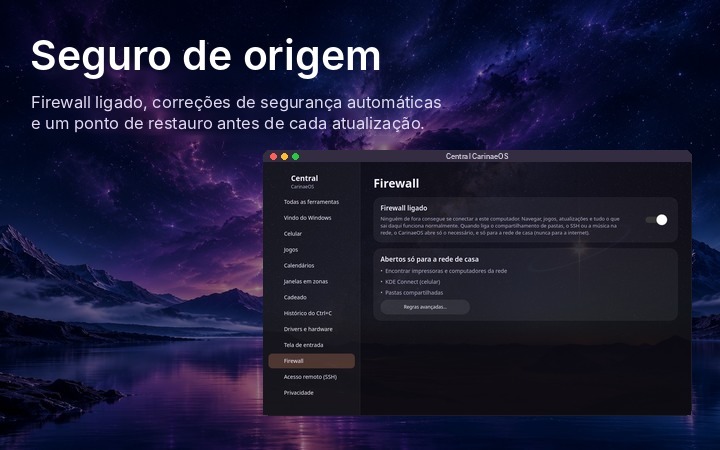 Seguro de origem
Firewall ligado, correções de segurança automáticas
e um ponto de restauro antes de cada atualização.
Central CarinaeOS
Central
CarinaeOS
Todas as ferramentas
Vindo do Windows
Celular
Jogos
Calendários
Janelas em zonas
Cadeado
Histórico do Ctrl+C
Drivers e hardware
Tela de entrada
Firewall
Acesso remoto (SSH)
Privacidade
Firewall
Firewall ligado
Ninguém de fora consegue se conectar a este computador. Navegar, jogos, atualizações e tudo o que
sai daqui funciona normalmente. Quando liga o compartilhamento de pastas, o SSH ou a música na
rede, o CarinaeOS abre só o necessário, e só para a rede de casa (nunca para a internet).
Abertos só para a rede de casa
• Encontrar impressoras e computadores da rede
• KDE Connect (celular)
• Pastas compartilhadas
Regras avançadas...